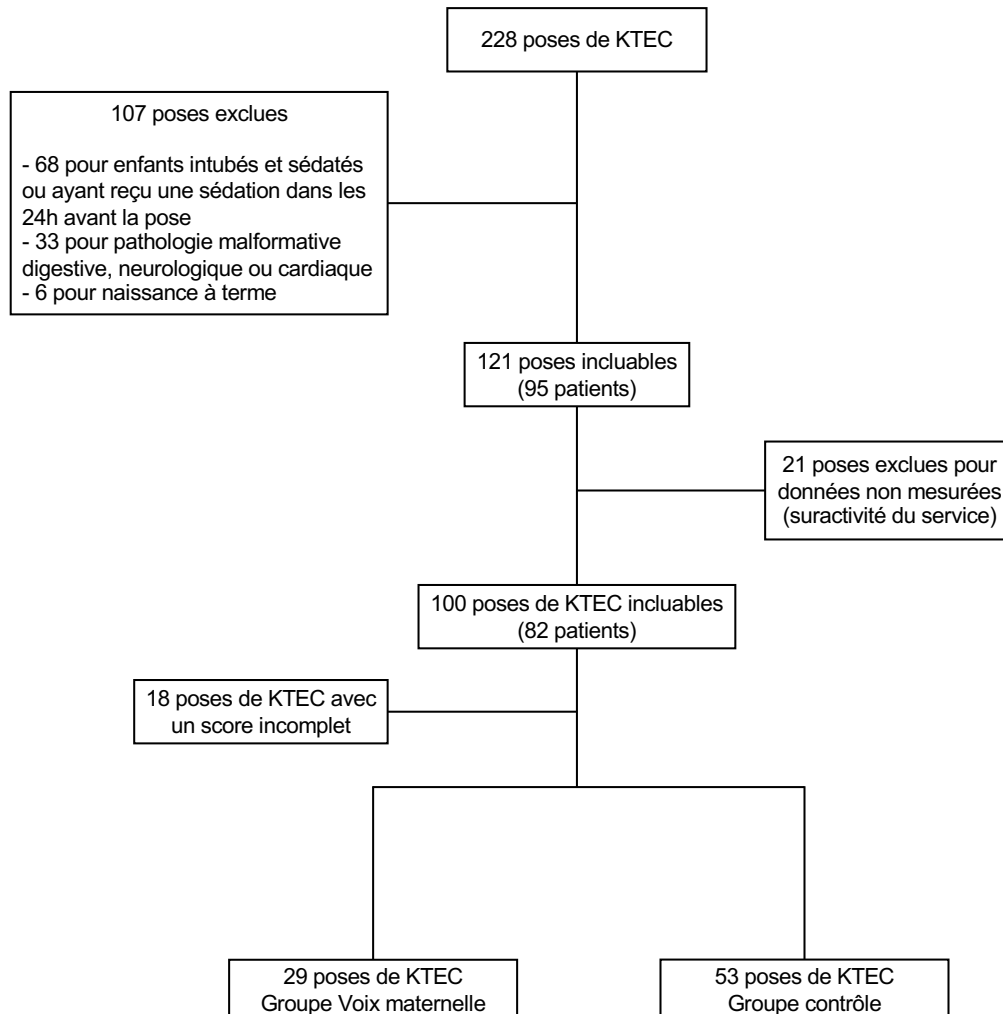 228 poses de KTEC
107 poses exclues
- 68 pour enfants intubés et sédatés
ou ayant reçu une sédation dans les
24h avant la pose
- 33 pour pathologie malformative
digestive, neurologique ou cardiaque
- 6 pour naissance à terme
121 poses incluables
(95 patients)
21 poses exclues pour
données non mesurées
(suractivité du service)
100 poses de KTEC incluables
(82 patients)
18 poses de KTEC avec
un score incomplet
29 poses de KTEC
Groupe Voix maternelle
53 poses de KTEC
Groupe contrôle